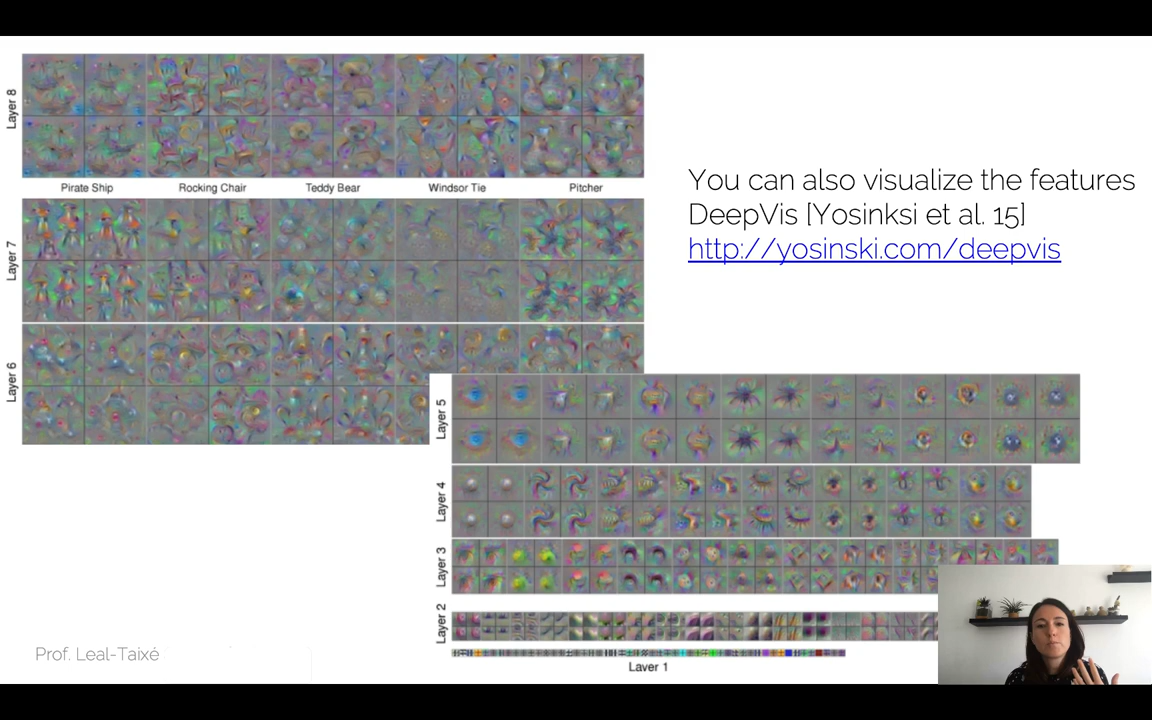 Layer 8
Pirate Ship
Rocking Chair
Teddy Bear
Windsor Tie
Pitcher
Layer 7
Layer 6
You can also visualize the features
DeepVis [Yosinksi et al. 15]
http://yosinski.com/deepvis
Layer 5
Layer 4
Layer 3
Layer 2
Layer 1
Prof. Leal-Taixé